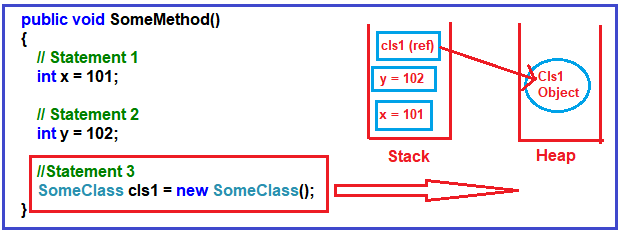 public void SomeMethod()
{
// Statement 1
int x = 101;
// Statement 2
int y = 102;
//Statement 3
SomeClass cls1 = new SomeClass();
}
cls1 (ref)
y = 102
x = 101
Stack
Cls1
Object
Heap